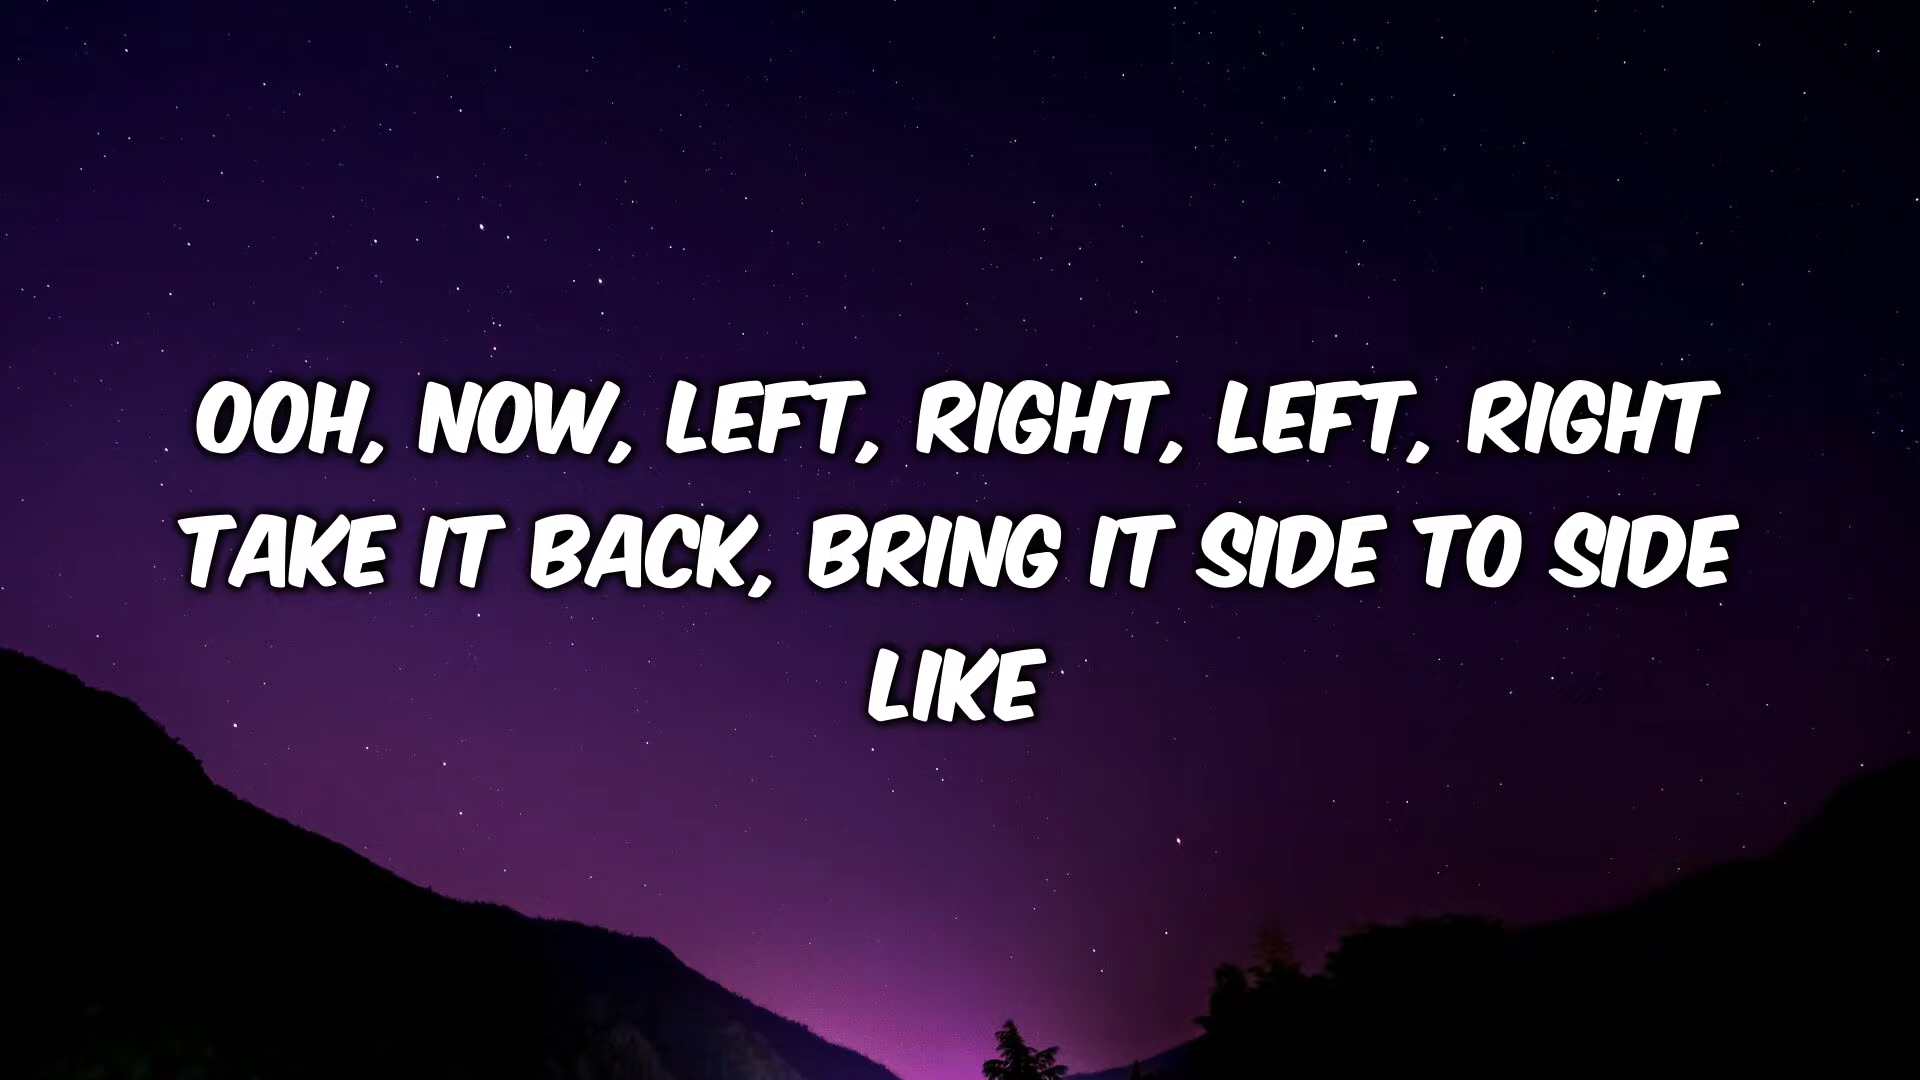 OOH, NOW, LEFT, RIGHT, LEFT, RIGHT
TAKE IT BACK, BRING IT SIDE TO SIDE
LIKE